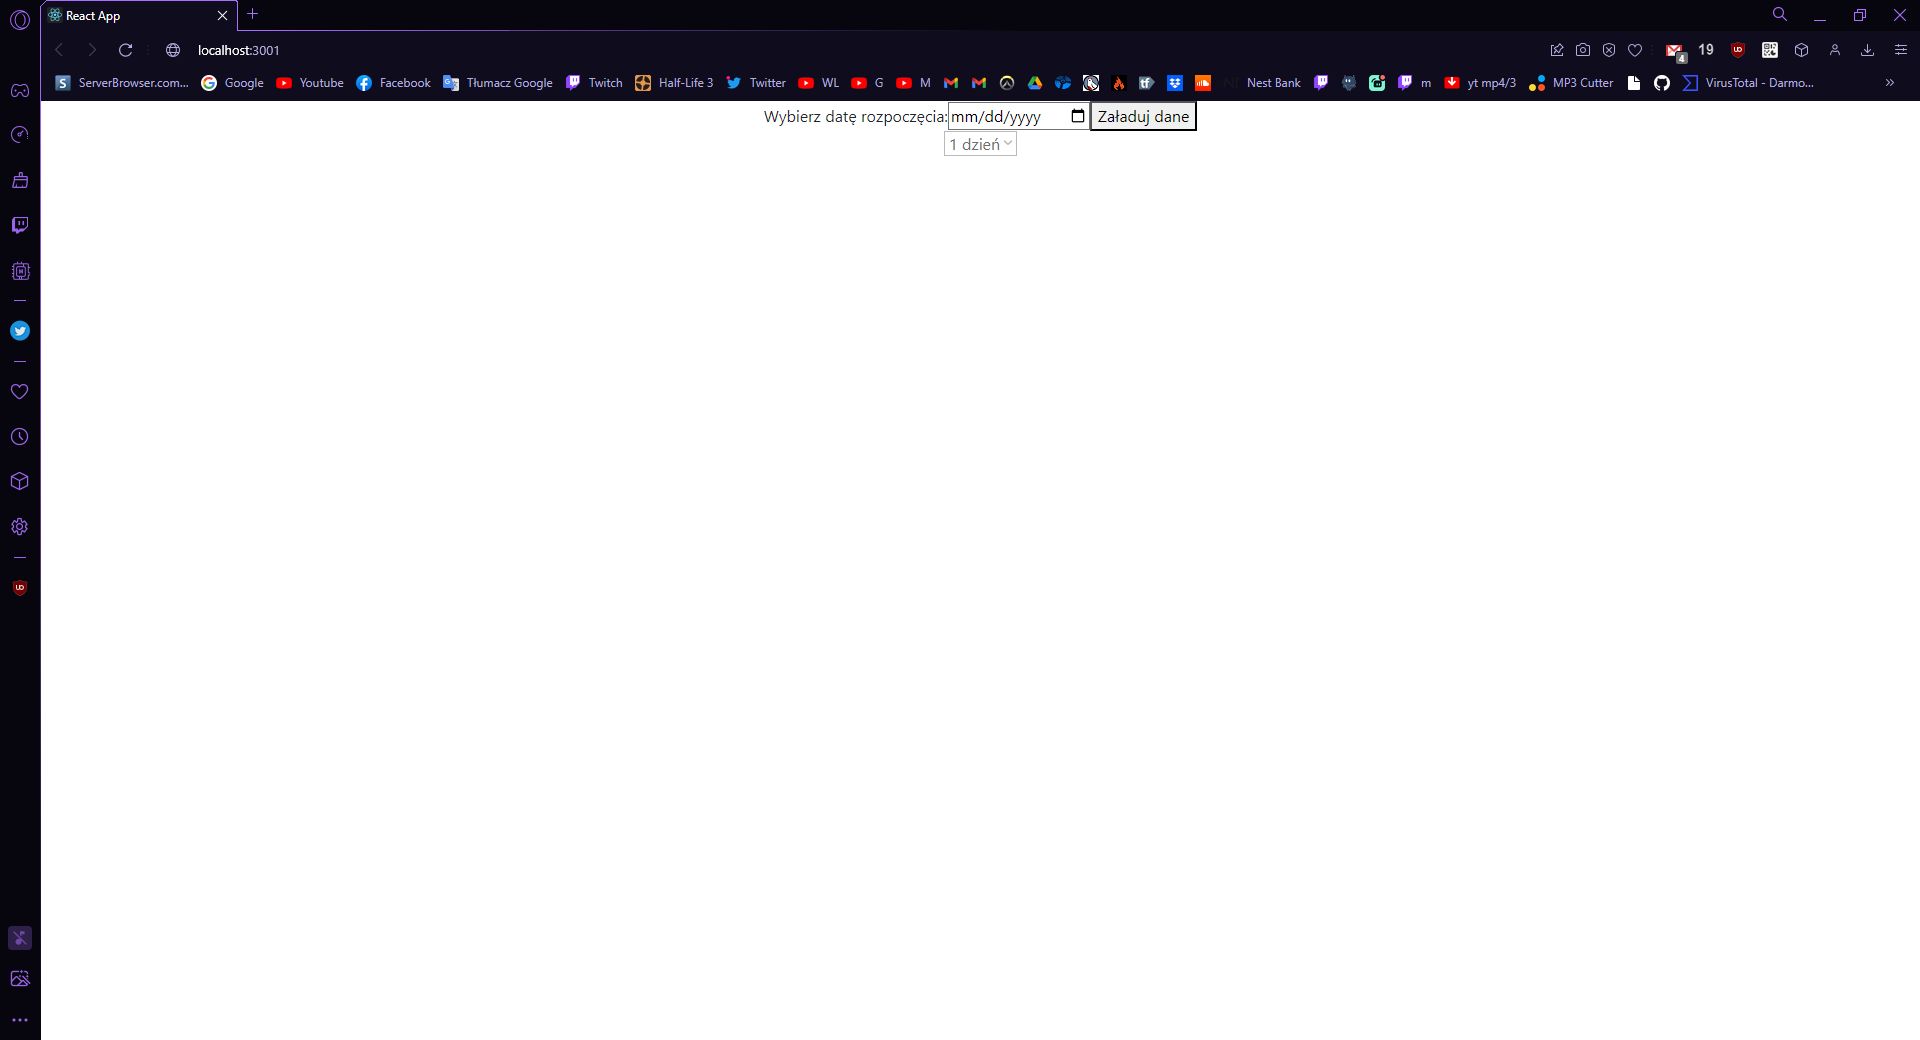 React App
localhost:3001
4
19
ServerBrowser.com... Google Youtube Facebook Tłumacz Google Twitch Half-Life 3 Twitter WL G M Nest Bank m yt mp4/3 MP3 Cutter VirusTotal - Darmo...
Wybierz datę rozpoczęcia: mm/dd/yyyy Załaduj dane
1 dzień